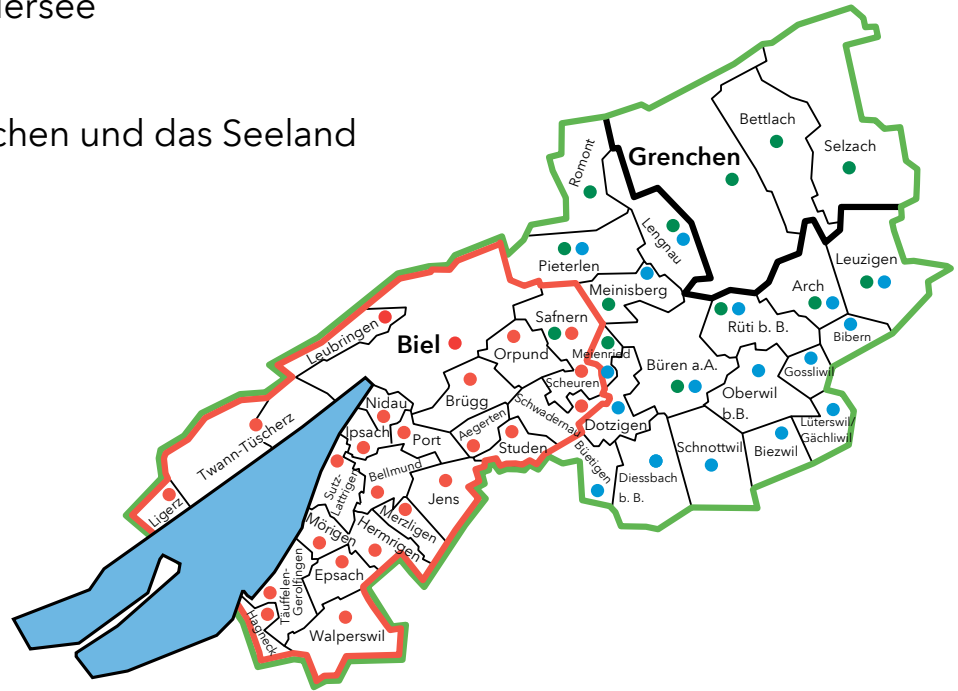 lersee
chen und das Seeland
Bettlach
Selzach
Grenchen
Romont
Lengnau
Leuzigen
Pieterlen
Meinisberg
Arch
Safnern
Rüti b. B.
Bibern
Leubringen
Biel
Orpund
Meienried
Büren a.A.
Gossliwil
Scheuren
Oberwil
b.B.
Brügg
Nidau
Schwadernau
Lüterswil/
Gächliwil
Twann-Tüscherz
Ipsach
Port
Aegerten
Studen
Dotzigen
Büetigen
Schnottwil
Biezwil
Sutz-
Lattrigen
Bellmund
Diessbach
b. B.
Jens
Ligerz
Merzligen
Mörigen
Hermrigen
Epsach
Täuffelen-
Gerolfingen
Hagneck
Walperswil